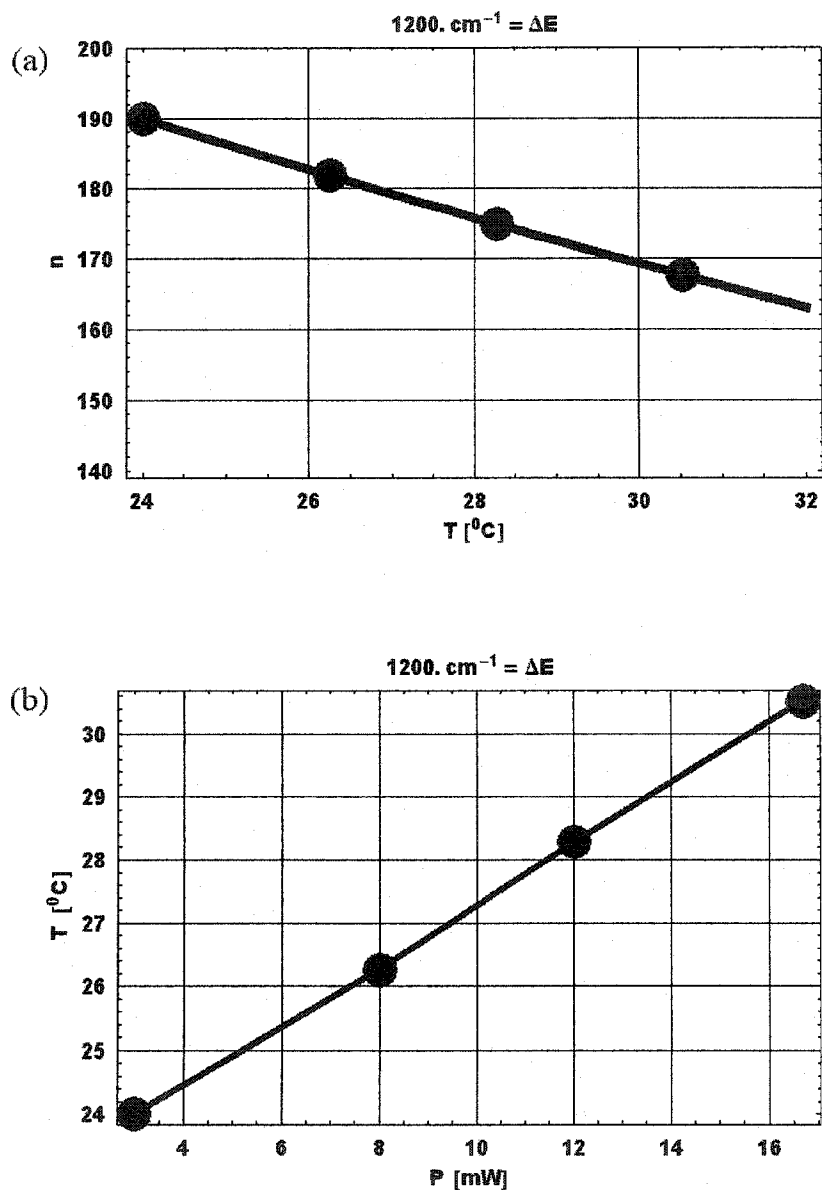 (a)
1200. cm⁻¹ = ΔE
200
190
180
170
160
150
140
n
24 26 28 30 32
T [⁰C]
(b)
1200. cm⁻¹ = ΔE
30
29
28
27
26
25
24
T [⁰C]
4 6 8 10 12 14 16
P [mW]